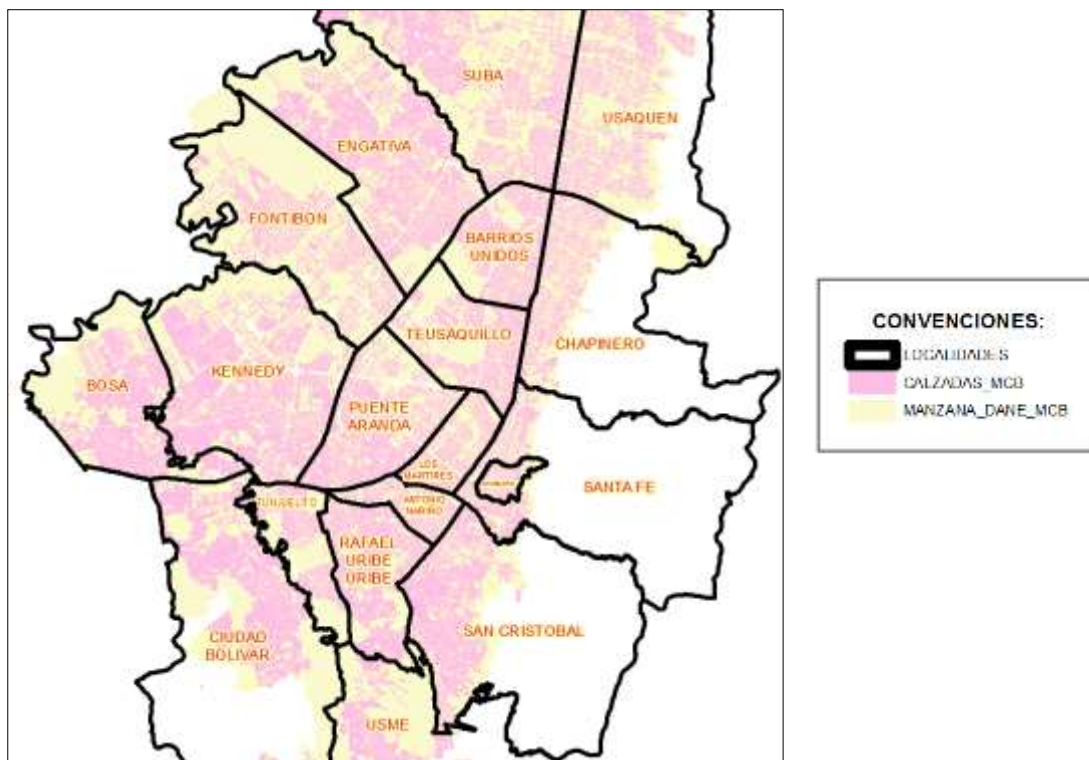 SUBA
USAQUEN
ENGATIVA
FONTIBON
BARRIOS
UNIDOS
TEUSAQUILLO
CHAPINERO
BOSA
KENNEDY
PUENTE
ARANDA
LOS
MARTIRES
SANTA FE
TUNJUELITO
ANTONIO
NARIÑO
RAFAEL
URIBE
URIBE
CIUDAD
BOLIVAR
SAN CRISTOBAL
USME
CONVENCIONES:
LOCALIDADES
CALZADAS_MCB
MANZANA_DANE_MCB